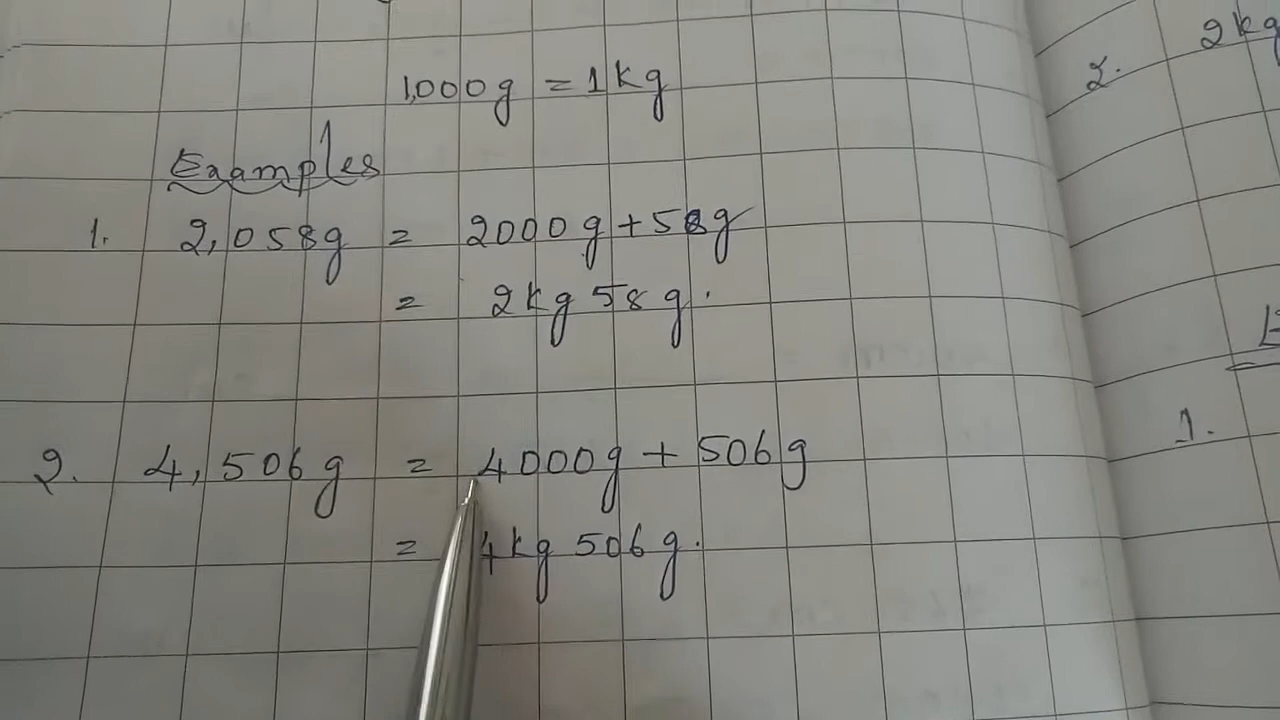 1,000g = 1kg
Examples
1. 2,058g = 2000g + 58g
= 2kg 58g.
2. 4,506g = 4000g + 506g
= 4kg 506g.
2. 2kg
1.